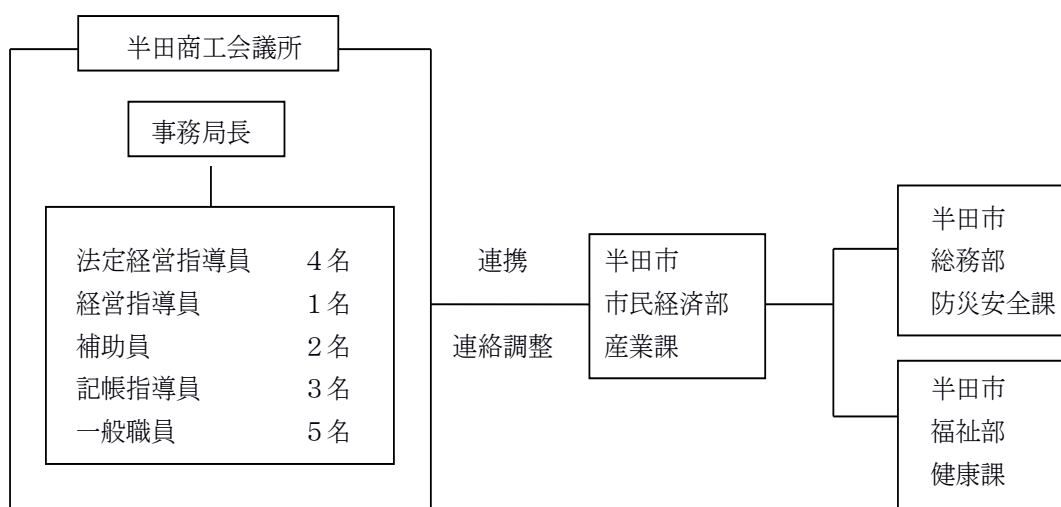 半田商工会議所
事務局長
法定経営指導員 4名
経営指導員 1名
補助員 2名
記帳指導員 3名
一般職員 5名
連携
連絡調整
半田市
市民経済部
産業課
半田市
総務部
防災安全課
半田市
福祉部
健康課